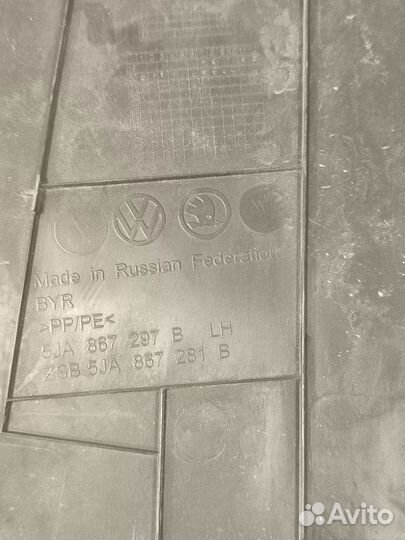 Made in Russian Federation
BYR
>PP/PE<
5JA 867 297 B LH
ZSB 5JA 867 281 B
Avito